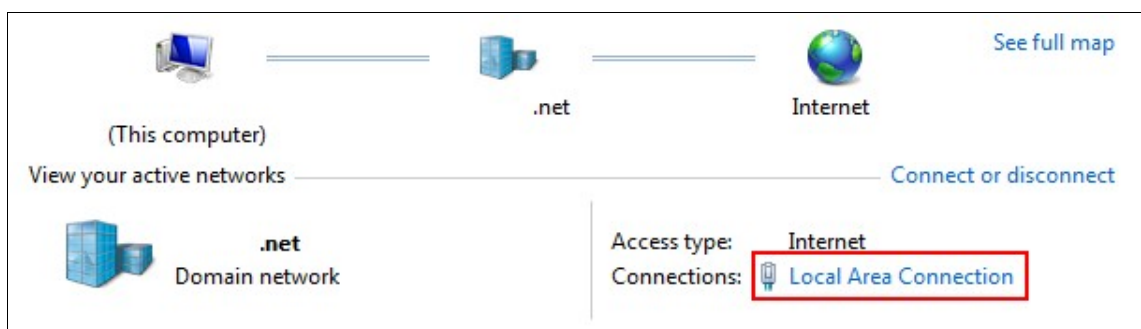 See full map
.net
Internet
(This computer)
View your active networks
Connect or disconnect
.net
Domain network
Access type: Internet
Connections: Local Area Connection